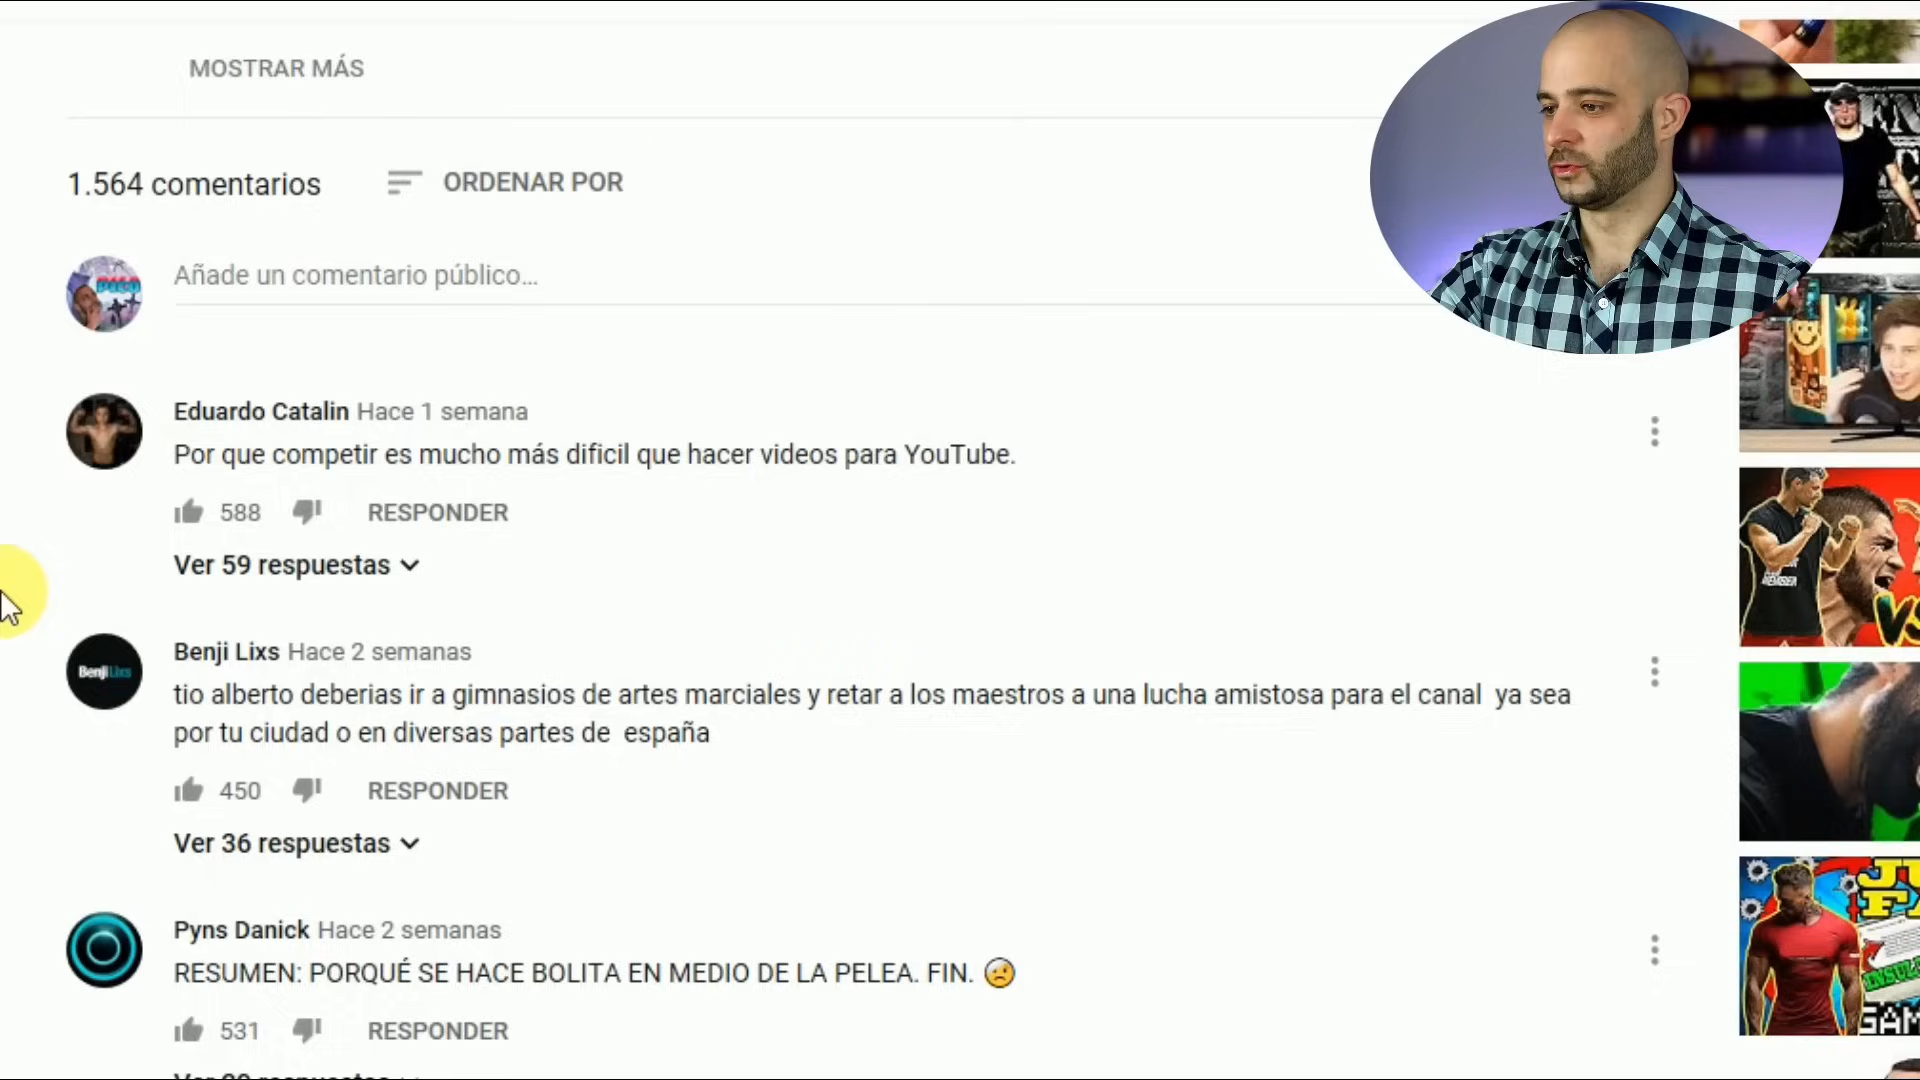 MOSTRAR MÁS
1.564 comentarios
ORDENAR POR
Añade un comentario público...
Eduardo Catalin Hace 1 semana
Por que competir es mucho más dificil que hacer videos para YouTube.
588 RESPONDER
Ver 59 respuestas
Benji Lixs Hace 2 semanas
BenjiLixs
tio alberto deberias ir a gimnasios de artes marciales y retar a los maestros a una lucha amistosa para el canal ya sea
por tu ciudad o en diversas partes de españa
450 RESPONDER
Ver 36 respuestas
Pyns Danick Hace 2 semanas
RESUMEN: PORQUÉ SE HACE BOLITA EN MEDIO DE LA PELEA. FIN. 🤕
531 RESPONDER
VS